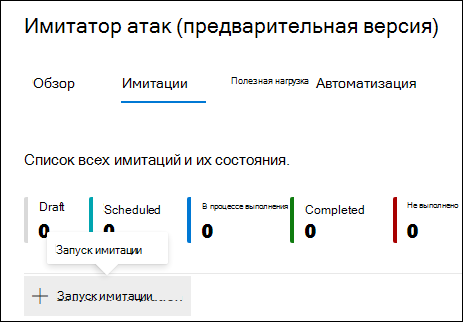 Имитатор атак (предварительная версия)
Обзор Имитации Полезная нагрузка Автоматизация
Список всех имитаций и их состояния.
Draft Scheduled В процессе выполнения Completed Не выполнено
0 0 0 0 0
Запуск имитации
Запуск имитации